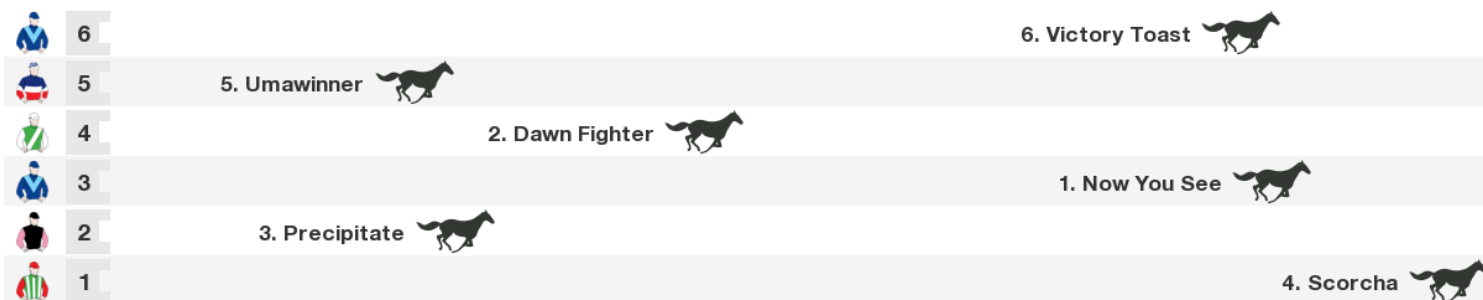 6 6. Victory Toast
5 5. Umawinner
4 2. Dawn Fighter
3 1. Now You See
2 3. Precipitate
1 4. Scorcha